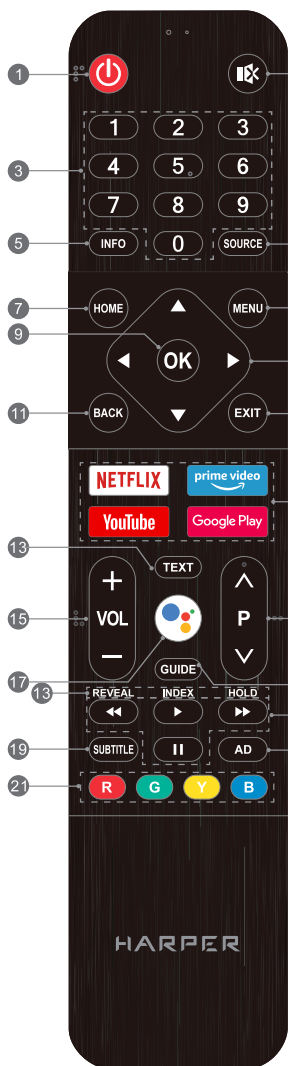 1
1 2 3
3
4 5 6
7 8 9
5
INFO 0 SOURCE
7
HOME MENU
9
OK
11
BACK EXIT
NETFLIX prime video
YouTube Google Play
13
TEXT
+
15
VOL P
−
17
GUIDE
13
REVEAL INDEX HOLD
19
SUBTITLE AD
21
R G Y B
HARPER